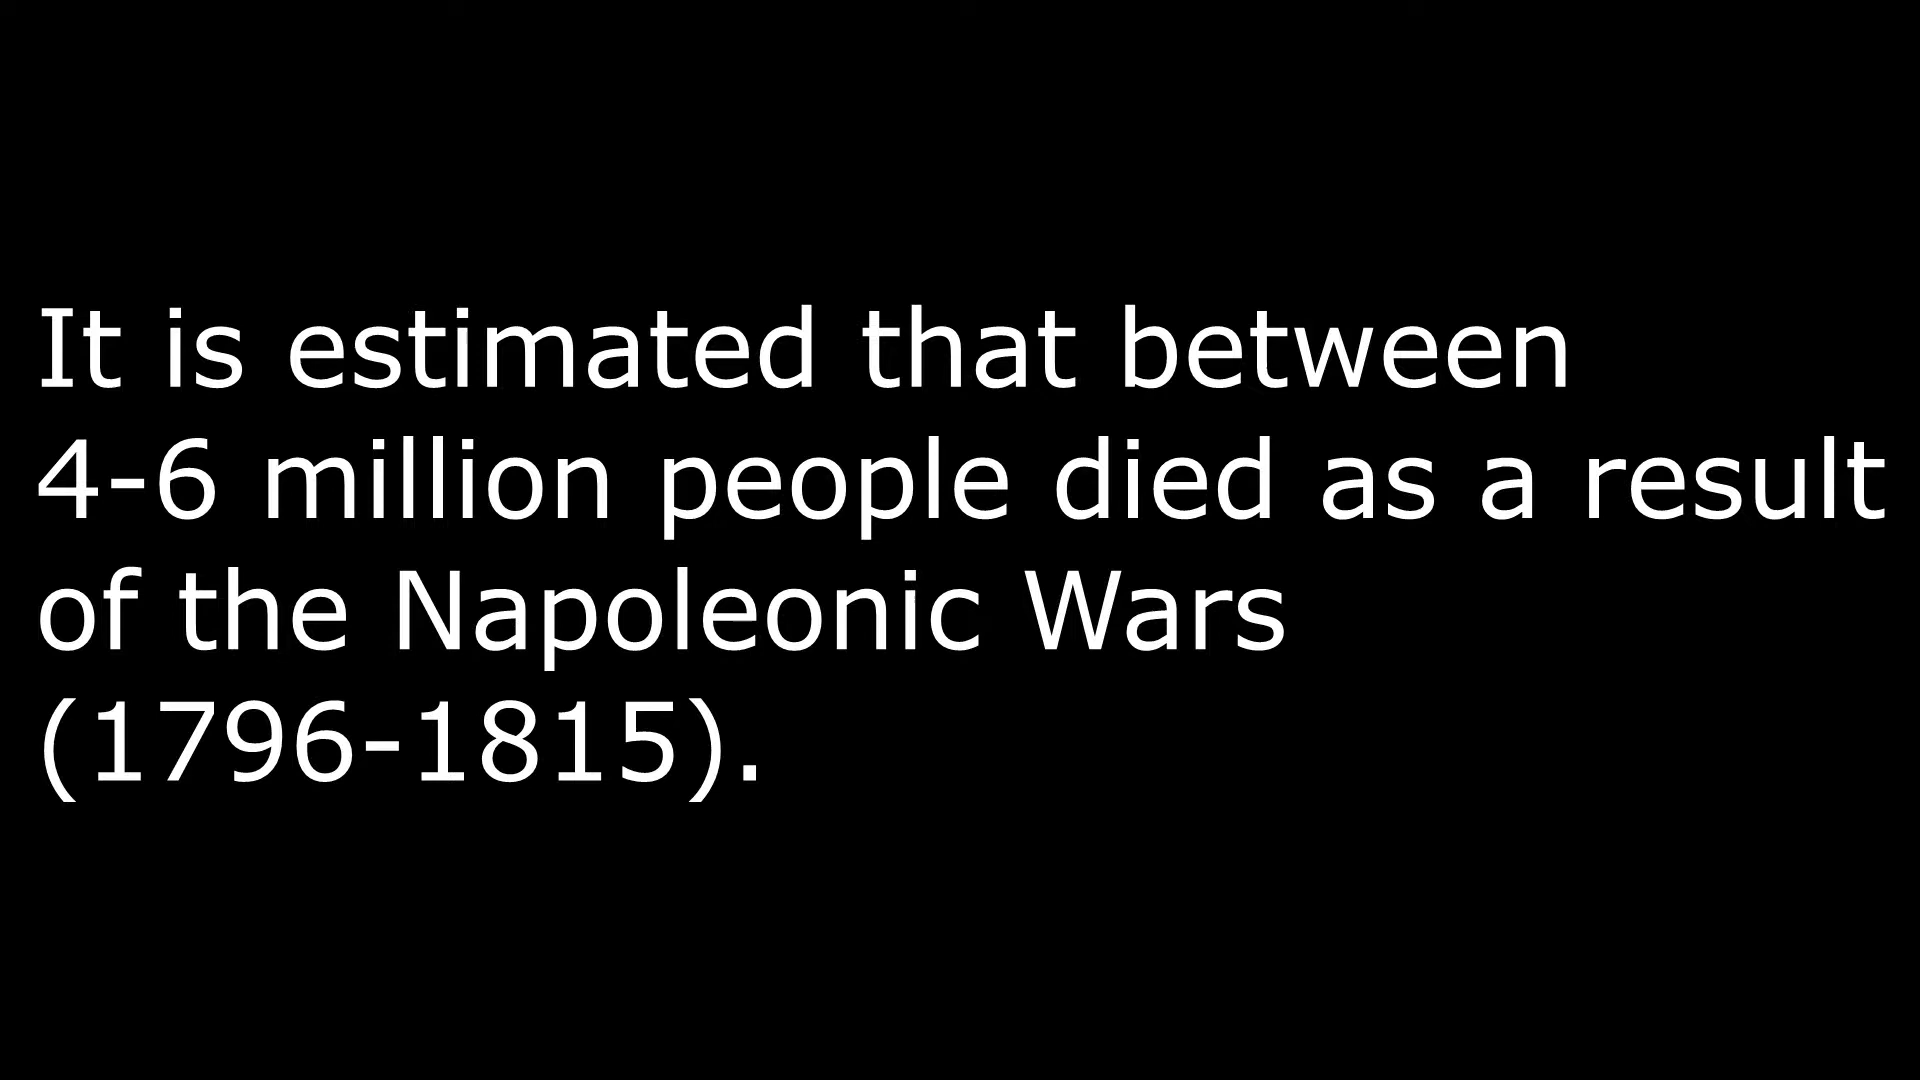 It is estimated that between
4-6 million people died as a result
of the Napoleonic Wars
(1796-1815).